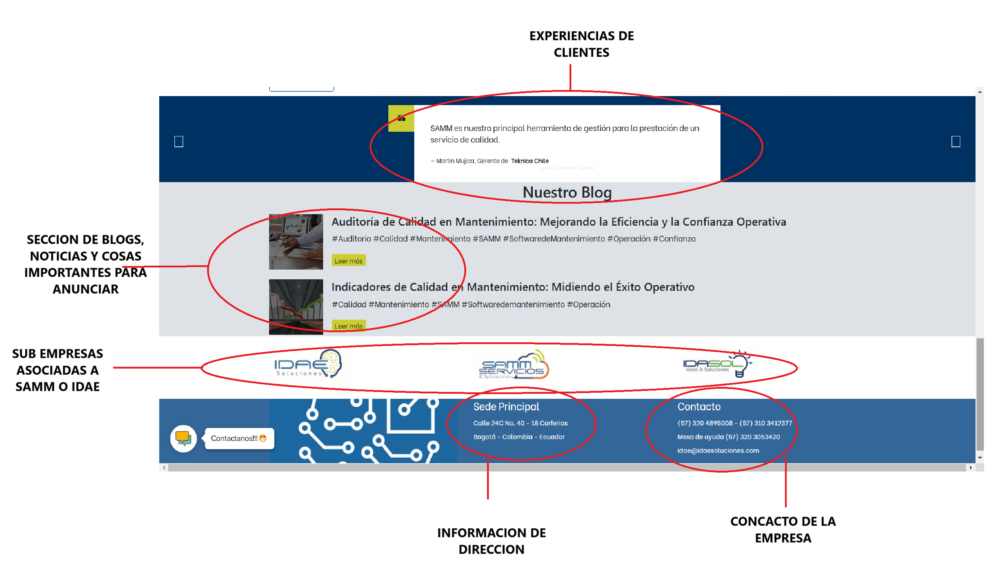 EXPERIENCIAS DE
CLIENTES
SAMM es nuestra principal herramienta de gestión para la prestación de un
servicio de calidad.
– Martin Mujica, Gerente de Teknica Chile
Nuestro Blog
Auditoría de Calidad en Mantenimiento: Mejorando la Eficiencia y la Confianza Operativa
#Auditoria #Calidad #Mantenimiento #SAMM #SoftwaredeMantenimiento #Operación #Confianza
Leer más
SECCION DE BLOGS,
NOTICIAS Y COSAS
IMPORTANTES PARA
ANUNCIAR
Indicadores de Calidad en Mantenimiento: Midiendo el Éxito Operativo
#Calidad #Mantenimiento #SAMM #Softwaredemantenimiento #Operación
Leer más
SUB EMPRESAS
ASOCIADAS A
SAMM O IDAE
IDAE
Soluciones
SAMM
SERVICIOS
& Aplicaciones
IDASOL
Ideas & Soluciones
Sede Principal
Calle 24C No. 40 - 18 Corferias
Bogotá - Colombia - Ecuador
Contacto
(57) 320 4895008 - (57) 310 3412377
Mesa de ayuda (57) 320 3053420
idae@idaesoluciones.com
Contactanos!!!😁
INFORMACION DE
DIRECCION
CONCACTO DE LA
EMPRESA